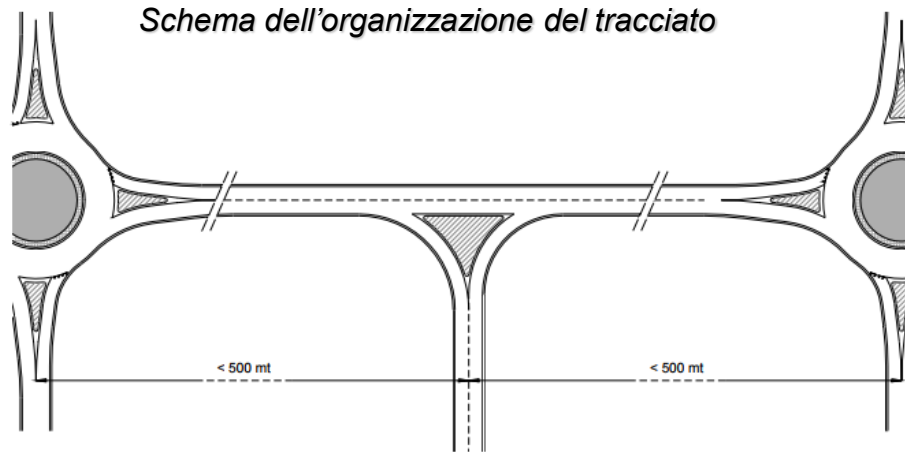 Schema dell'organizzazione del tracciato
< 500 mt
< 500 mt